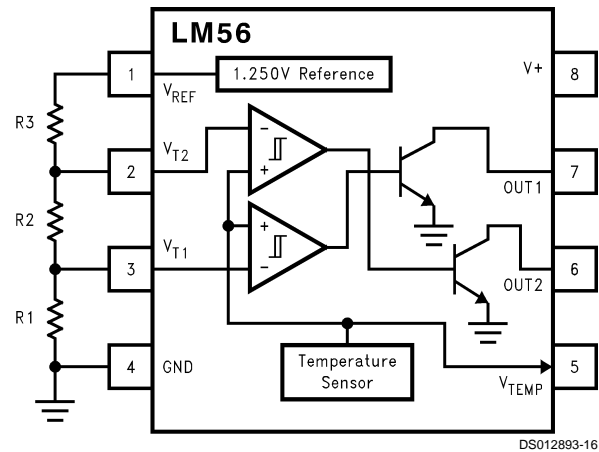 LM56
1 1.250V Reference V+ 8
VREF
R3
VT2
2 − + 7
OUT1
R2
VT1
3 + − 6
OUT2
R1
4 GND Temperature Sensor 5
VTEMP
DS012893-16